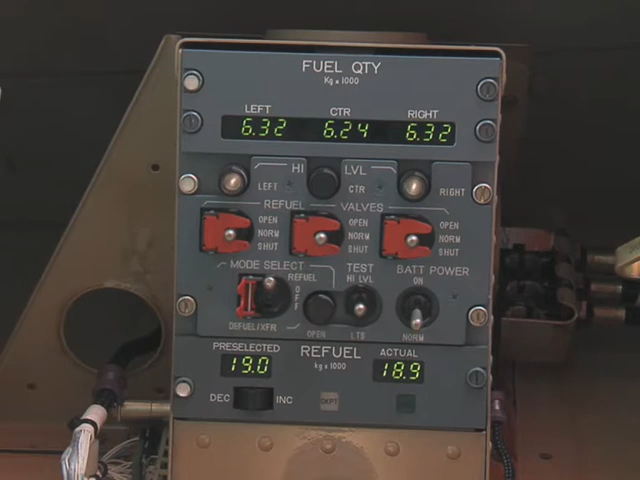 FUEL QTY
Kg x 1000
LEFT CTR RIGHT
6.32 6.24 6.32
HI LVL
LEFT CTR RIGHT
REFUEL VALVES
OPEN OPEN OPEN
NORM NORM NORM
SHUT SHUT SHUT
MODE SELECT TEST BATT POWER
REFUEL HI LVL ON
OFF
DEFUEL/XFR OPEN LTS NORM
PRESELECTED REFUEL ACTUAL
kg x 1000
19.0 18.9
DEC INC CKPT